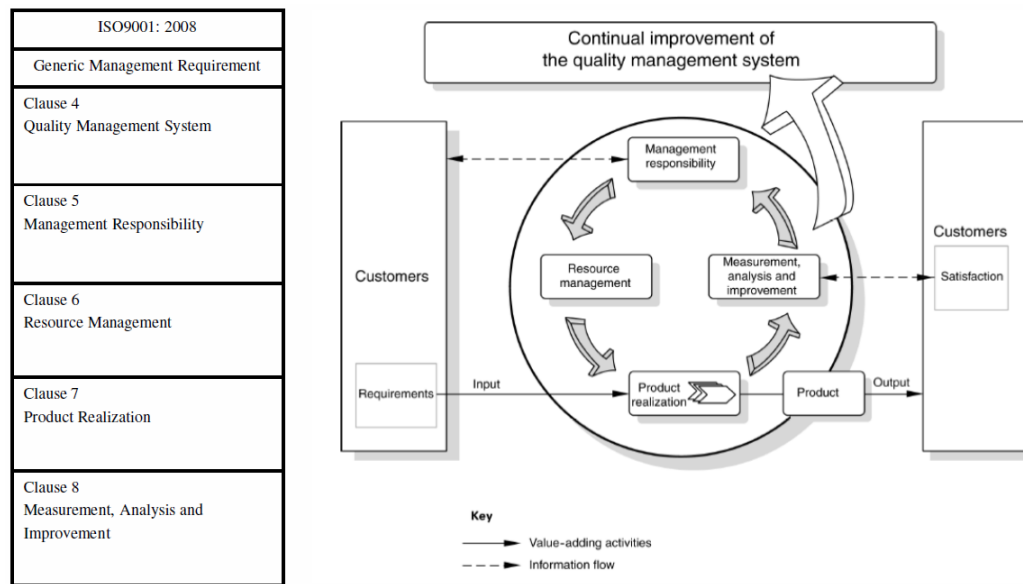 ISO9001: 2008
Generic Management Requirement
Clause 4
Quality Management System
Clause 5
Management Responsibility
Clause 6
Resource Management
Clause 7
Product Realization
Clause 8
Measurement, Analysis and
Improvement
Continual improvement of
the quality management system
Management
responsibility
Customers
Resource
management
Measurement,
analysis and
improvement
Customers
Satisfaction
Requirements
Input
Product
realization
Product
Output
Key
Value-adding activities
Information flow